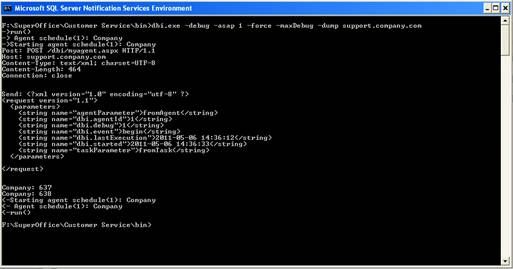 Microsoft SQL Server Notification Services Environment
F:\SuperOffice\Customer Service\bin>dbi.exe -debug -asap 1 -force -maxDebug -dump support.company.com
->run()
-> Agent schedule(1): Company
->Starting agent schedule(1): Company
Post: POST /dbi/myagent.aspx HTTP/1.1
Host: support.company.com
Content-Type: text/xml; charset=UTF-8
Content-Length: 464
Connection: close
Send: <?xml version="1.0" encoding="utf-8" ?>
<request version="1.1">
<parameters>
<string name="agentParameter">fromAgent</string>
<string name="dbi.agentId">1</string>
<string name="dbi.debug">1</string>
<string name="dbi.event">begin</string>
<string name="dbi.lastExecution">2011-05-06 14:36:12</string>
<string name="dbi.started">2011-05-06 14:36:33</string>
<string name="taskParameter">fromTask</string>
</parameters>
</request>
Company: 637
Company: 638
<-Starting agent schedule(1): Company
<- Agent schedule(1): Company
<-run()
F:\SuperOffice\Customer Service\bin>